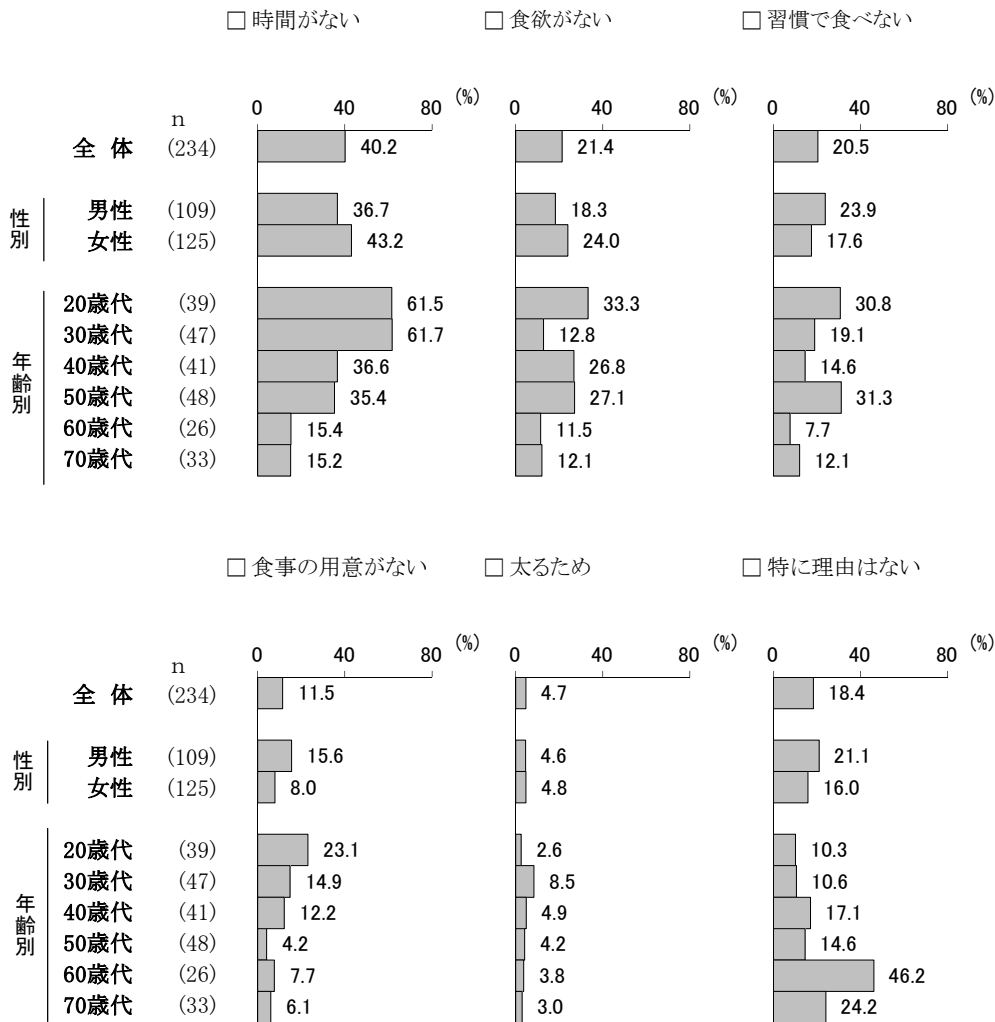 □ 時間がない □ 食欲がない □ 習慣で食べない
n 0 40 80 (%) 0 40 80 (%) 0 40 80 (%)
全 体 (234) 40.2 21.4 20.5
性別
男性 (109) 36.7 18.3 23.9
女性 (125) 43.2 24.0 17.6
年齢別
20歳代 (39) 61.5 33.3 30.8
30歳代 (47) 61.7 12.8 19.1
40歳代 (41) 36.6 26.8 14.6
50歳代 (48) 35.4 27.1 31.3
60歳代 (26) 15.4 11.5 7.7
70歳代 (33) 15.2 12.1 12.1
□ 食事の用意がない □ 太るため □ 特に理由はない
n 0 40 80 (%) 0 40 80 (%) 0 40 80 (%)
全 体 (234) 11.5 4.7 18.4
性別
男性 (109) 15.6 4.6 21.1
女性 (125) 8.0 4.8 16.0
年齢別
20歳代 (39) 23.1 2.6 10.3
30歳代 (47) 14.9 8.5 10.6
40歳代 (41) 12.2 4.9 17.1
50歳代 (48) 4.2 4.2 14.6
60歳代 (26) 7.7 3.8 46.2
70歳代 (33) 6.1 3.0 24.2